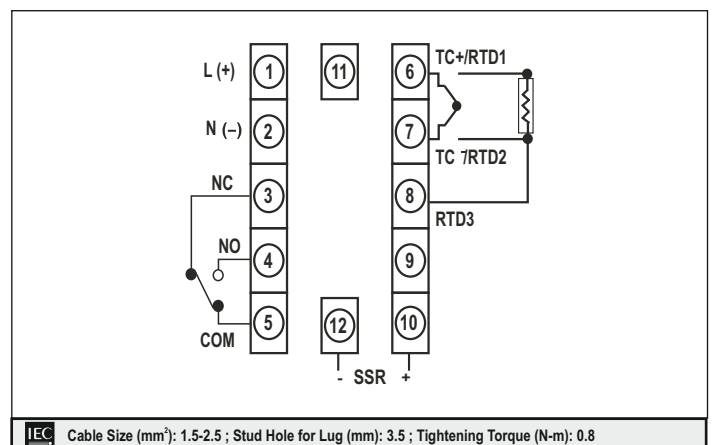 L (+) 1 11 6 TC+/RTD1
N (–) 2 7
TC -/RTD2
NC 3 8
RTD3
NO 4 9
5 12 10
COM
- SSR +
IEC Cable Size (mm²): 1.5-2.5 ; Stud Hole for Lug (mm): 3.5 ; Tightening Torque (N-m): 0.8